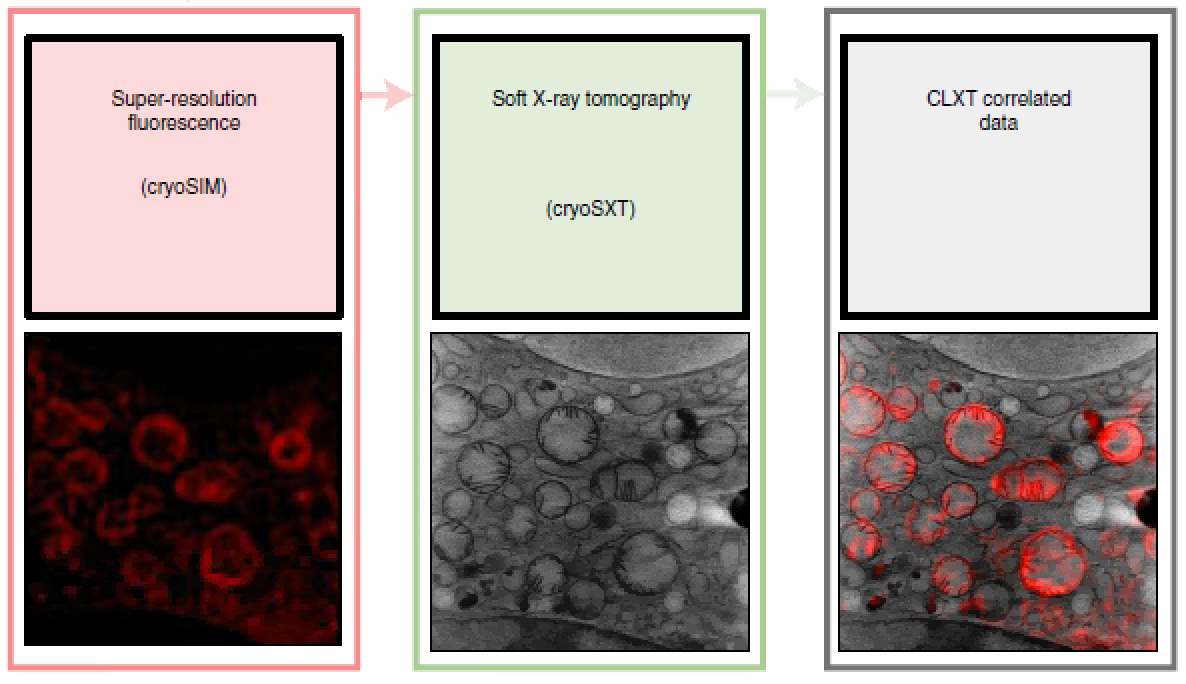 Super-resolution
fluorescence
(cryoSIM)
Soft X-ray tomography
(cryoSXT)
CLXT correlated
data